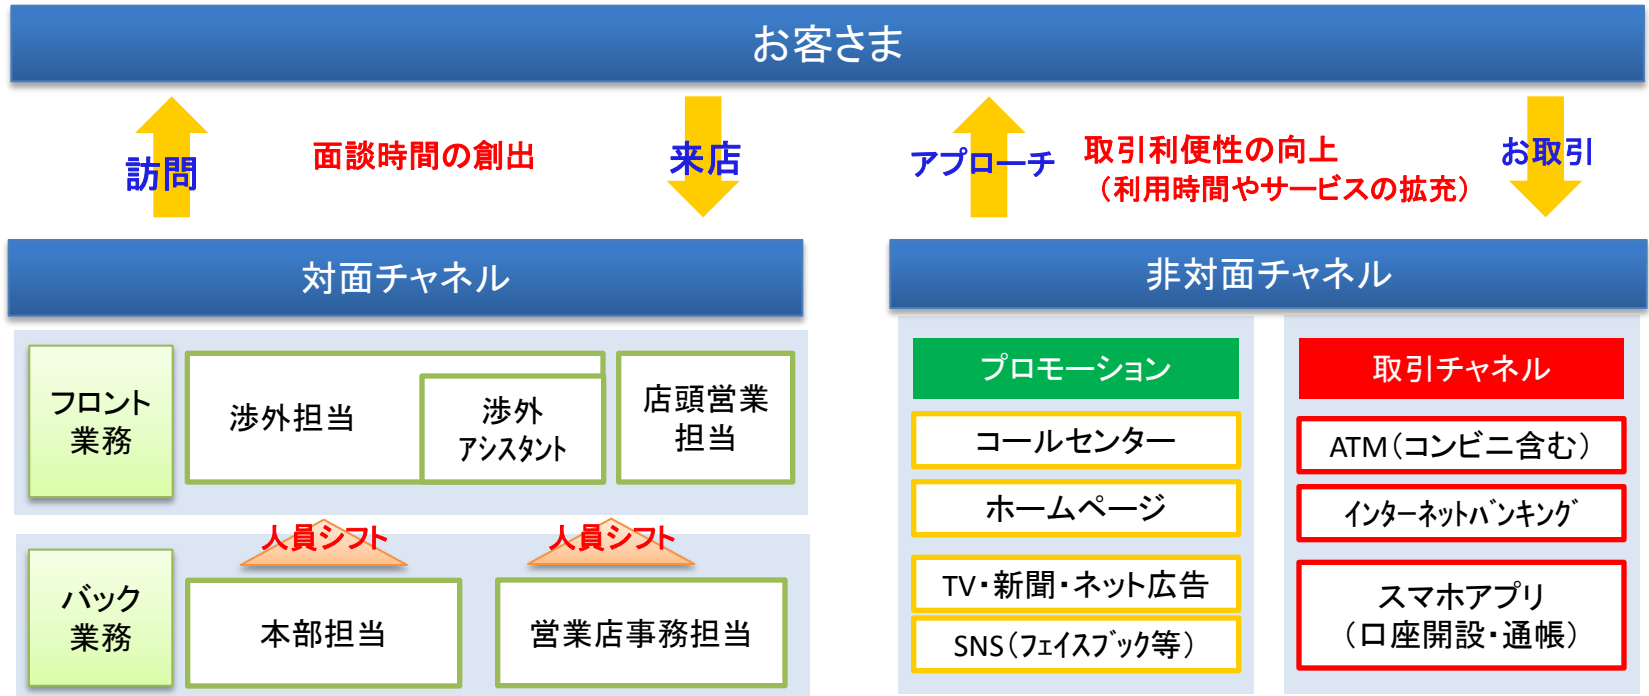 お客さま
訪問
面談時間の創出
来店
アプローチ
取引利便性の向上
（利用時間やサービスの拡充）
お取引
対面チャネル
フロント
業務
渉外担当
渉外
ｱｼｽﾀﾝﾄ
店頭営業
担当
人員シフト
人員シフト
バック
業務
本部担当
営業店事務担当
非対面チャネル
プロモーション
コールセンター
ホームページ
TV・新聞・ネット広告
SNS（ﾌｪｲｽﾌﾞｯｸ等）
取引チャネル
ATM（コンビニ含む）
ｲﾝﾀｰﾈｯﾄﾊﾞﾝｷﾝｸﾞ
スマホアプリ
（口座開設・通帳）